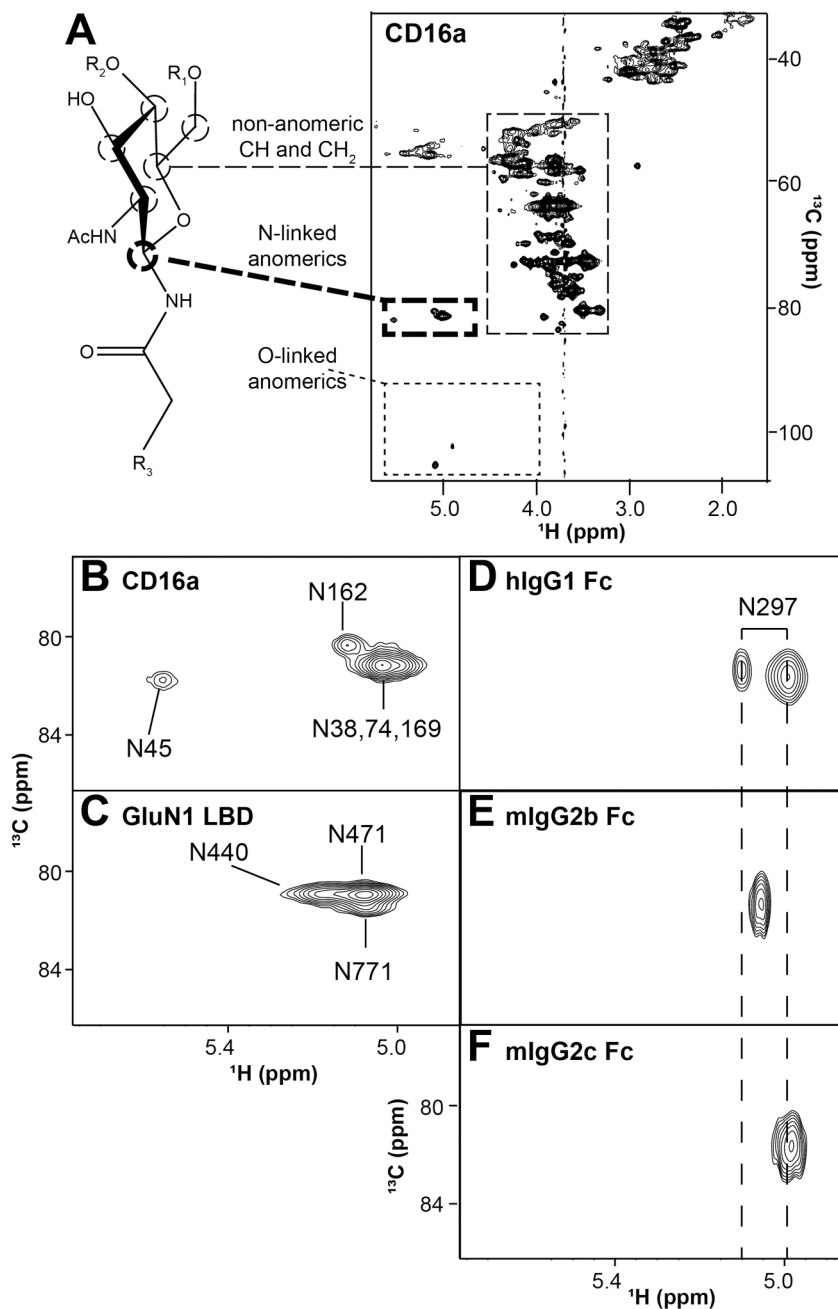 A
CD16a
R2O
R1O
HO
O
AcHN
NH
O
R3
non-anomeric
CH and CH2
N-linked
anomerics
O-linked
anomerics
40
60
80
100
13C (ppm)
5.0 4.0 3.0 2.0
1H (ppm)
B CD16a
N162
N45
N38,74,169
80
84
13C (ppm)
C GluN1 LBD
N440
N471
N771
80
84
5.4 5.0
1H (ppm)
D hIgG1 Fc
N297
E mIgG2b Fc
F mIgG2c Fc
80
84
13C (ppm)
5.4 5.0
1H (ppm)